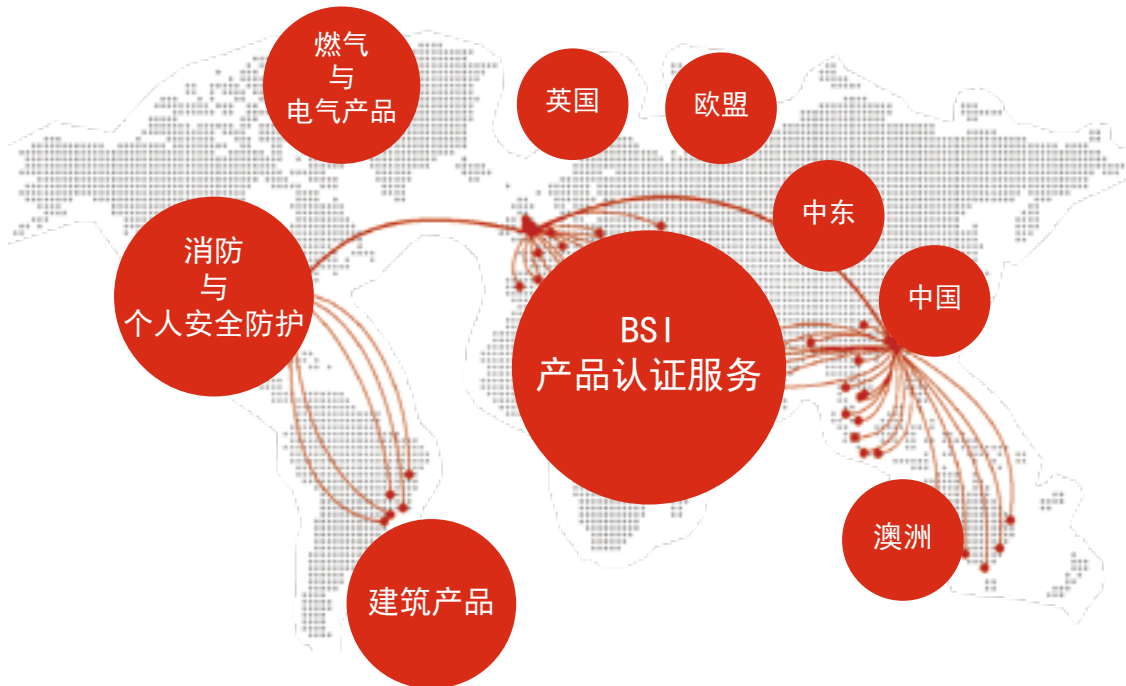 燃气
与
电气产品
英国
欧盟
中东
消防
与
个人安全防护
中国
BSI
产品认证服务
澳洲
建筑产品